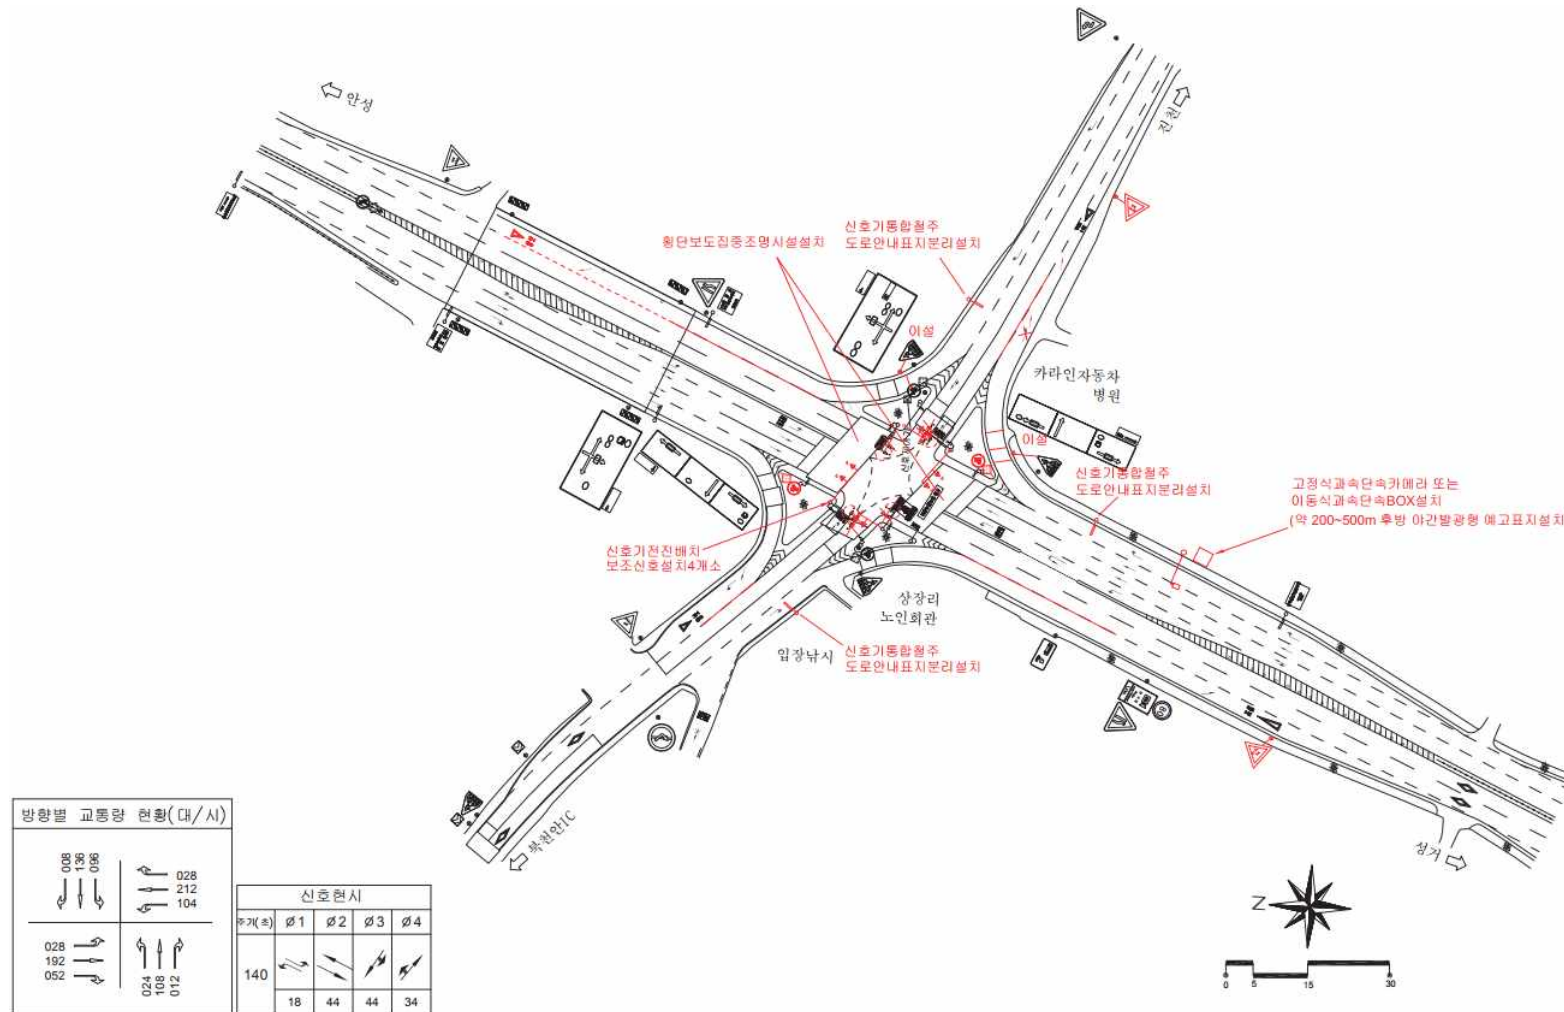 안성
진천
신호기통합철주
도로안내표지분리설치
횡단보도집중조명시설설치
이설
카라인자동차
병원
이설
신호기통합철주
도로안내표지분리설치
고정식과속단속카메라 또는
이동식과속단속BOX설치
(약 200~500m 후방 야간발광형 예고표지설치
신호기전진배치
보조신호설치4개소
상장리
노인회관
입장낚시
신호기통합철주
도로안내표지분리설치
북천안IC
성거
방향별 교통량 현황(대/시)
008 136 096
028
212
104
028
192
052
024 108 012
신호현시
주기(초) Ø1 Ø2 Ø3 Ø4
140
18 44 44 34
Z
0 5 15 30